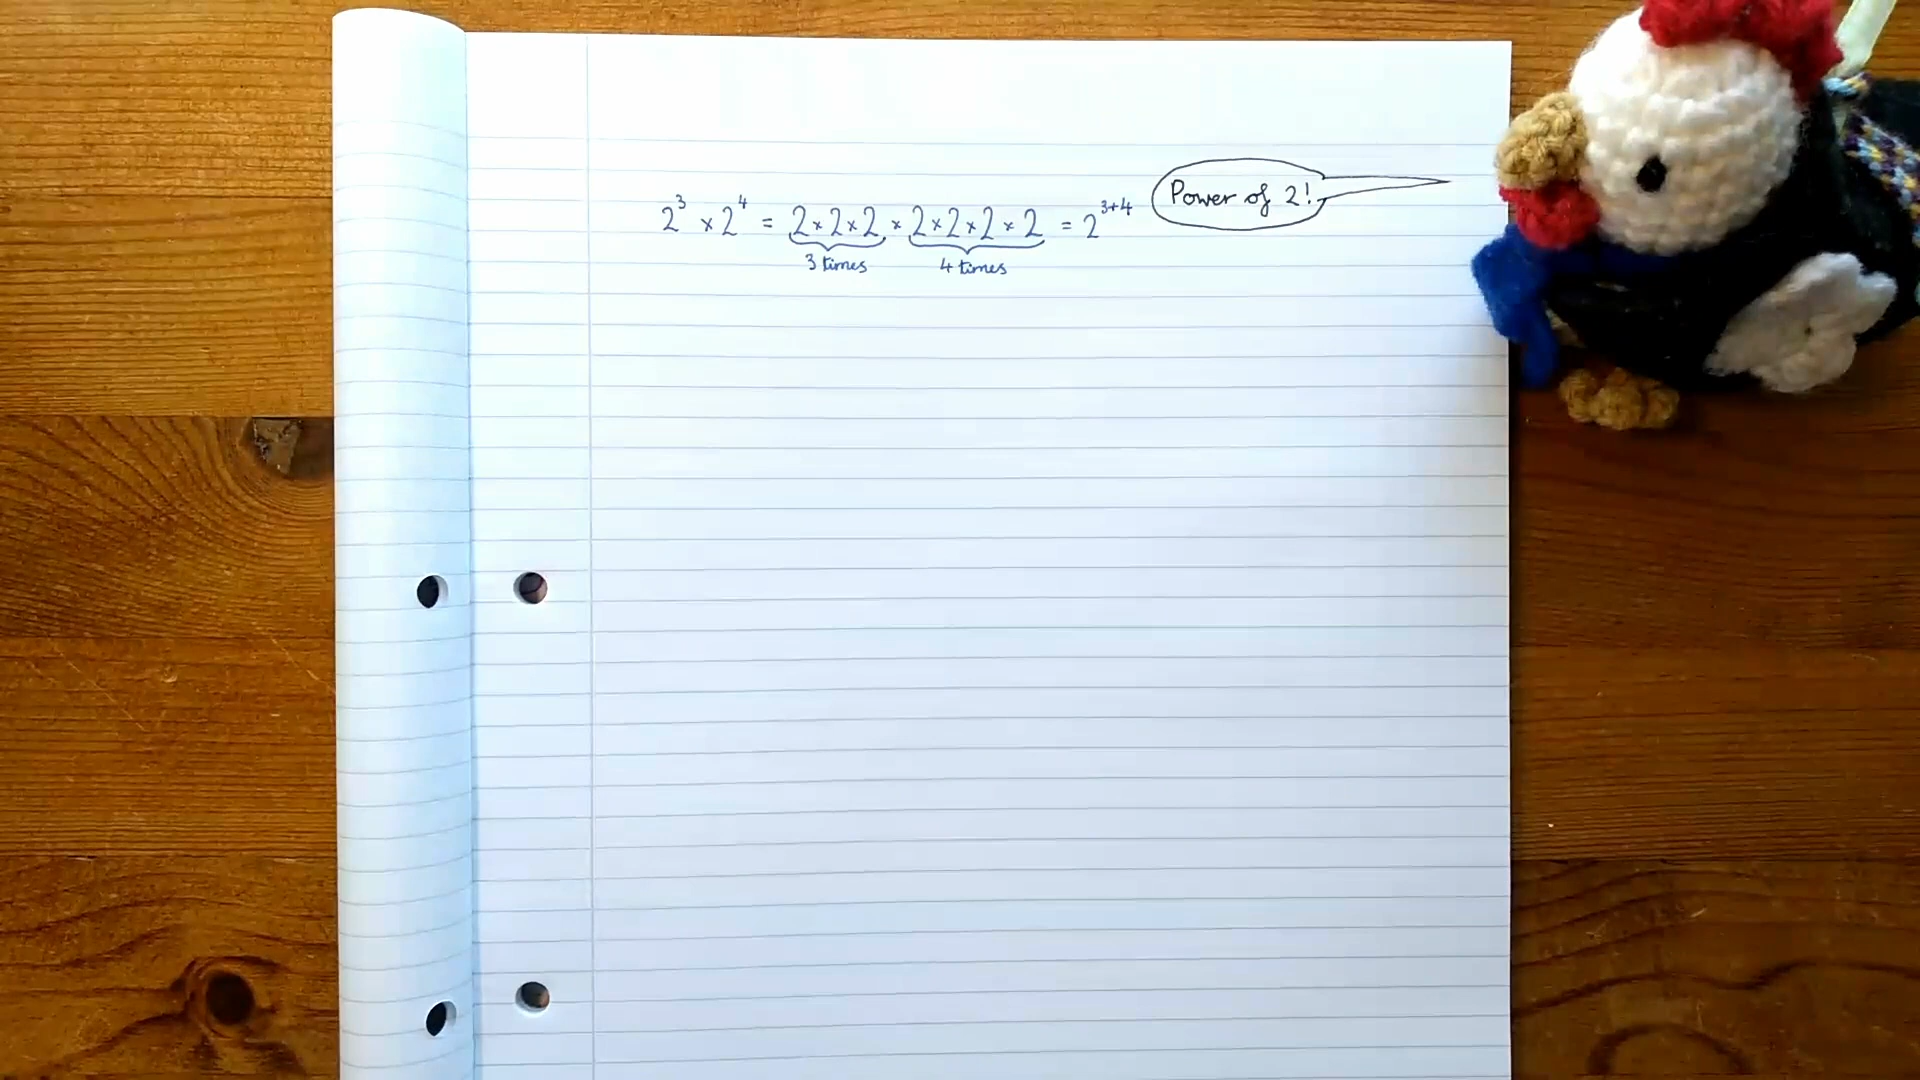 2³ × 2⁴ = 2×2×2 × 2×2×2×2 = 2³⁺⁴
Power of 2!
3 times 4 times